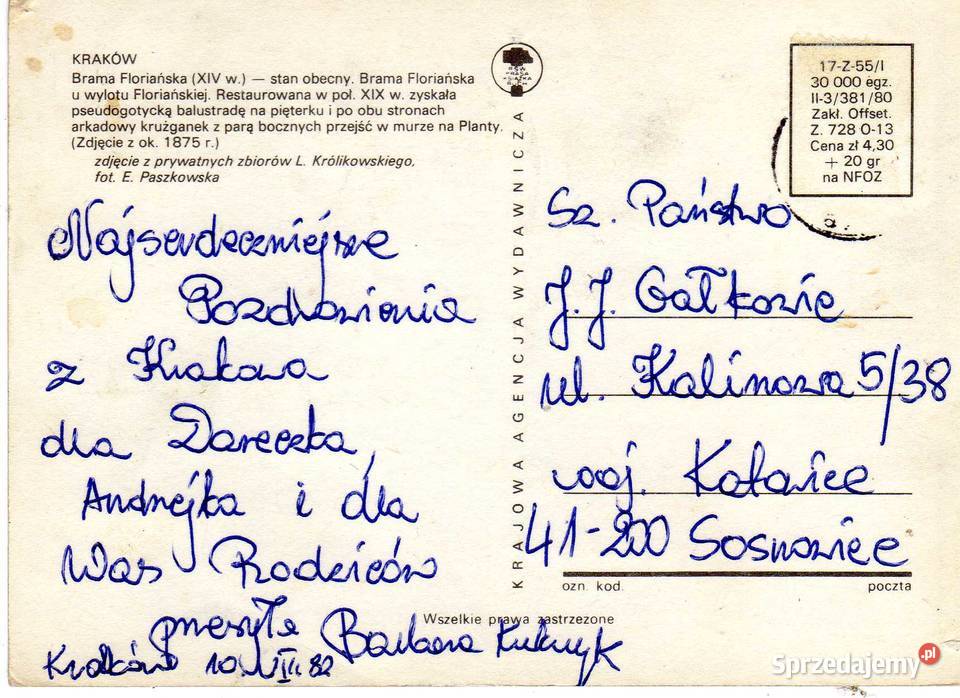 KRAKÓW
Brama Floriańska (XIV w.) — stan obecny. Brama Floriańska
u wylotu Floriańskiej. Restaurowana w poł. XIX w. zyskała
pseudogotycką balustradę na pięterku i po obu stronach
arkadowy krużganek z parą bocznych przejść w murze na Planty.
(Zdjęcie z ok. 1875 r.)
zdjęcie z prywatnych zbiorów L. Królikowskiego,
fot. E. Paszkowska
Najserdeczniejsze
Pozdrowienia
z Krakowa
dla Dareczka,
Andrzejka i dla
Was Rodziców
przesyła Barbara
Kraków 10.VIII.82
KRAJOWA AGENCJA WYDAWNICZA
17-Z-55/I
30 000 egz.
II-3/381/80
Zakł. Offset.
Z. 728 O-13
Cena zł 4,30
+ 20 gr
na NFOZ
Sz. Państwo
J.J. Gałkowie
ul. Kalinowa 5/38
woj. Katowice
41-200 Sosnowiec
ozn. kod. poczta
Wszelkie prawa zastrzeżone
Sprzedajemy.pl